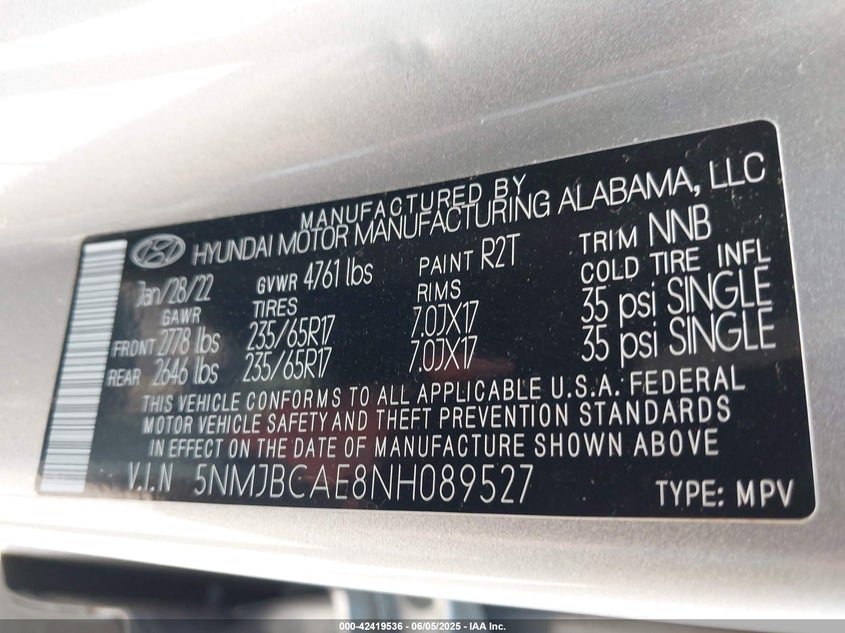 MANUFACTURED BY
HYUNDAI MOTOR MANUFACTURING ALABAMA, LLC
Jan/28/22 GVWR 4761 lbs PAINT R2T TRIM NNB
GAWR TIRES RIMS COLD TIRE INFL
FRONT 2778 lbs 235/65R17 7.0JX17 35 psi SINGLE
REAR 2646 lbs 235/65R17 7.0JX17 35 psi SINGLE
THIS VEHICLE CONFORMS TO ALL APPLICABLE U.S.A. FEDERAL
MOTOR VEHICLE SAFETY AND THEFT PREVENTION STANDARDS
IN EFFECT ON THE DATE OF MANUFACTURE SHOWN ABOVE
V.I.N 5NMJBCAE8NH089527 TYPE: MPV
000-42419536 - 06/05/2025 - IAA Inc.